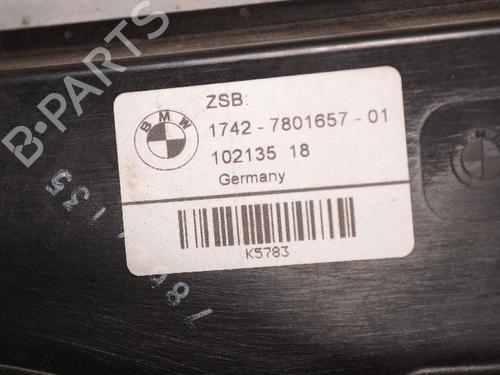 B-PARTS
BMW
ZSB:
1742 - 7801657 - 01
102135 18
Germany
K5783